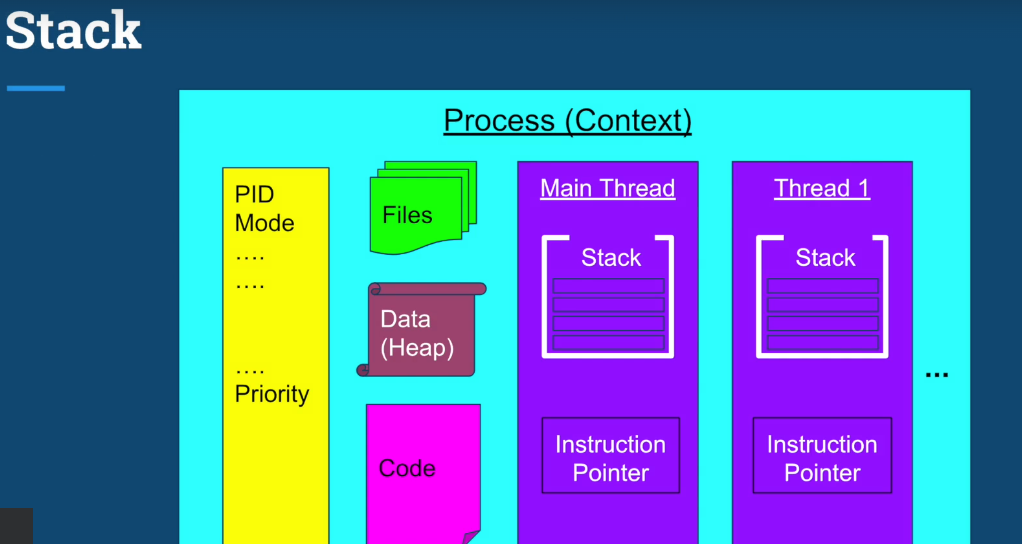 Stack
Process (Context)
PID
Mode
....
....
....
Priority
Files
Data
(Heap)
Code
Main Thread
Stack
Instruction
Pointer
Thread 1
Stack
Instruction
Pointer
...